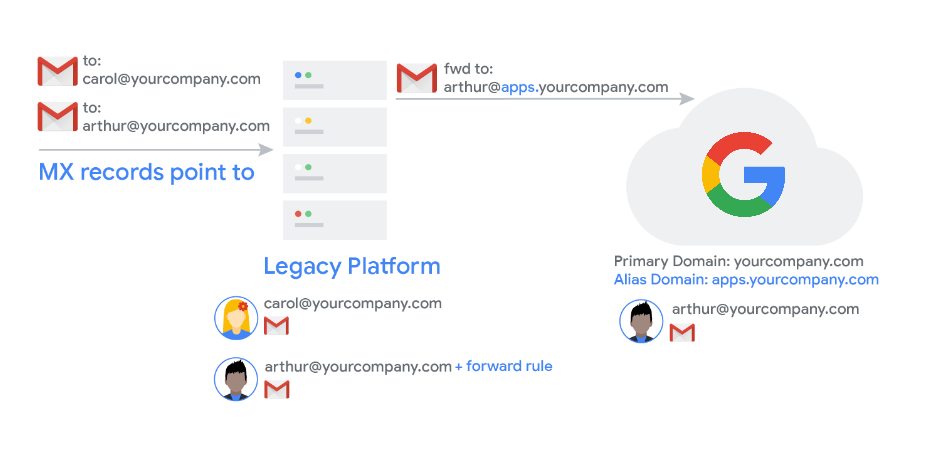 to:
carol@yourcompany.com
to:
arthur@yourcompany.com
MX records point to
fwd to:
arthur@apps.yourcompany.com
Legacy Platform
carol@yourcompany.com
arthur@yourcompany.com + forward rule
Primary Domain: yourcompany.com
Alias Domain: apps.yourcompany.com
arthur@yourcompany.com